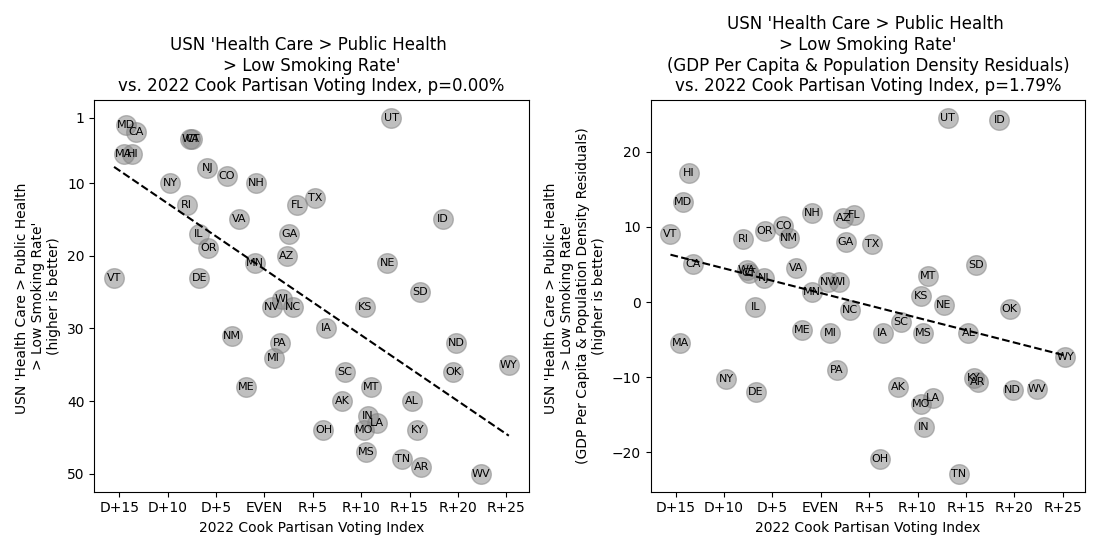 USN 'Health Care > Public Health
> Low Smoking Rate'
vs. 2022 Cook Partisan Voting Index, p=0.00%
USN 'Health Care > Public Health
> Low Smoking Rate'
(higher is better)
1
10
20
30
40
50
UT
MD
CA
CT
MA
HI
NJ
CO
NY
NH
TX
RI
FL
VA
ID
IL
GA
OR
AZ
MN
NE
VT
DE
SD
WI
NV
NC
KS
IA
NM
PA
ND
MI
WY
SC
OK
ME
MT
AK
AL
IN
LA
OH
MO
KY
MS
TN
AR
WV
D+15
D+10
D+5
EVEN
R+5
R+10
R+15
R+20
R+25
2022 Cook Partisan Voting Index
USN 'Health Care > Public Health
> Low Smoking Rate'
(GDP Per Capita & Population Density Residuals)
vs. 2022 Cook Partisan Voting Index, p=1.79%
USN 'Health Care > Public Health
> Low Smoking Rate'
(GDP Per Capita & Population Density Residuals)
(higher is better)
20
10
0
−10
−20
UT
ID
HI
MD
NH
FL
AZ
CO
OR
VT
NM
RI
GA
TX
CA
SD
VA
WA
NJ
MT
NV
WI
MN
KS
NE
IL
NC
OK
SC
ME
MI
IA
MS
AL
MA
WY
PA
NY
KY
AR
AK
ND
WV
DE
LA
MO
IN
OH
TN
D+15
D+10
D+5
EVEN
R+5
R+10
R+15
R+20
R+25
2022 Cook Partisan Voting Index